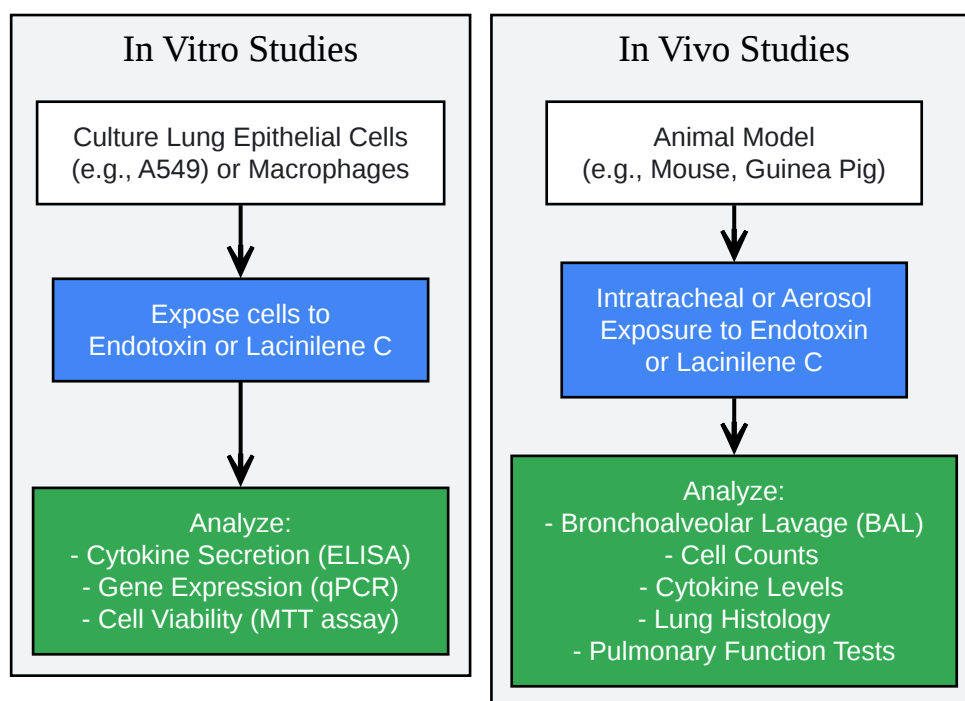 In Vitro Studies
Culture Lung Epithelial Cells
(e.g., A549) or Macrophages
Expose cells to
Endotoxin or Lacinilene C
Analyze:
- Cytokine Secretion (ELISA)
- Gene Expression (qPCR)
- Cell Viability (MTT assay)
In Vivo Studies
Animal Model
(e.g., Mouse, Guinea Pig)
Intratracheal or Aerosol
Exposure to Endotoxin
or Lacinilene C
Analyze:
- Bronchoalveolar Lavage (BAL)
- Cell Counts
- Cytokine Levels
- Lung Histology
- Pulmonary Function Tests